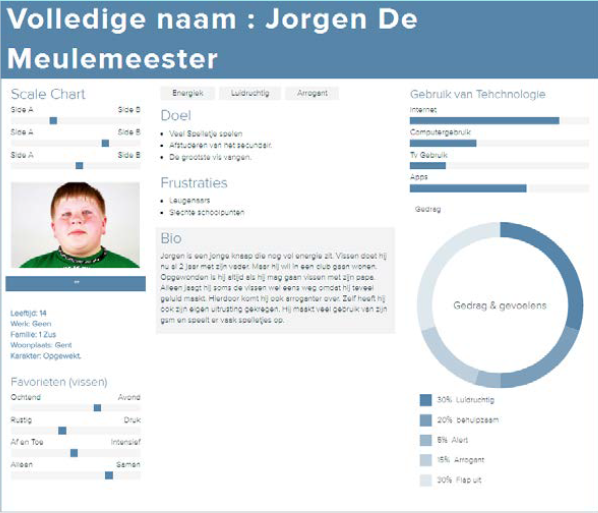 Volledige naam : Jorgen De
Meulemeester
Scale Chart
Side A Side B
Side A Side B
Side A Side B
Leeftijd: 14
Werk: Geen
Familie: 1 Zus
Woonplaats: Gent
Karakter: Opgewekt.
Favorieten (vissen)
Ochtend Avond
Rustig Druk
Af en Toe Intensief
Alleen Samen
Energiek Luidruchtig Arrogant
Doel
Veel Spelletje spelen
Afstuderen van het secundair.
De grootste vis vangen.
Frustraties
Leugenaars
Slechte schoolpunten
Bio
Jorgen is een jonge knaap die nog vol energie zit. Vissen doet hij
nu al 2 jaar met zijn vader. Maar hij wil in een club gaan wonen.
Opgewonden is hij altijd als hij mag gaan vissen met zijn papa.
Alleen jaagt hij soms de vissen wel eens weg omdat hij teveel
geluid maakt. Hierdoor komt hij ook arroganter over. Zelf heeft hij
ook zijn eigen uitrusting gekregen. Hij maakt veel gebruik van zijn
gsm en speelt er vaak spelletjes op.
Gebruik van Tehchnologie
Internet
Computergebruik
Tv Gebruik
Apps
Gedrag
Gedrag & gevoelens
30% Luidruchtig
20% behulpzaam
5% Alert
15% Arrogant
30% Flap uit